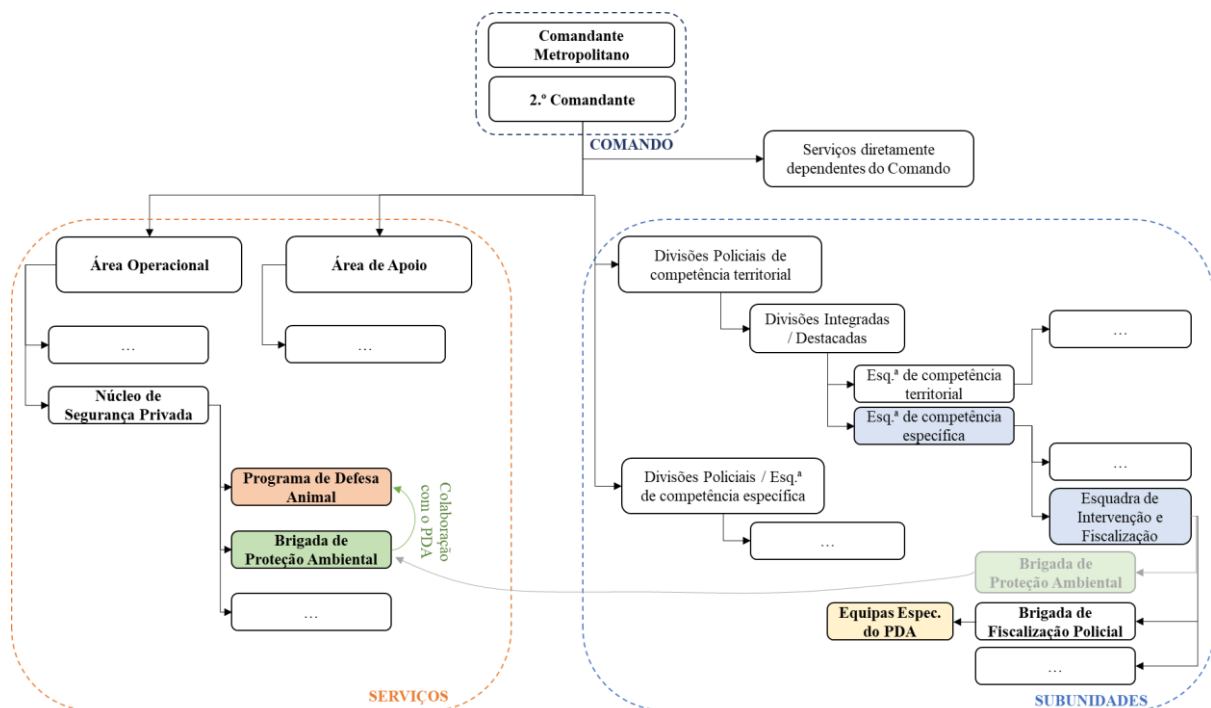 Comandante
Metropolitano
2.º Comandante
COMANDO
Serviços diretamente
dependentes do Comando
Área Operacional
Área de Apoio
…
…
Núcleo de
Segurança Privada
Programa de Defesa
Animal
Colaboração
com o PDA
Brigada de
Proteção Ambiental
…
SERVIÇOS
Divisões Policiais de
competência territorial
Divisões Integradas
/ Destacadas
…
Esq.ª de competência
territorial
Esq.ª de competência
específica
…
Divisões Policiais / Esq.ª
de competência específica
Esquadra de
Intervenção e
Fiscalização
…
Brigada de
Proteção Ambiental
Equipas Espec.
do PDA
Brigada de
Fiscalização Policial
…
SUBUNIDADES